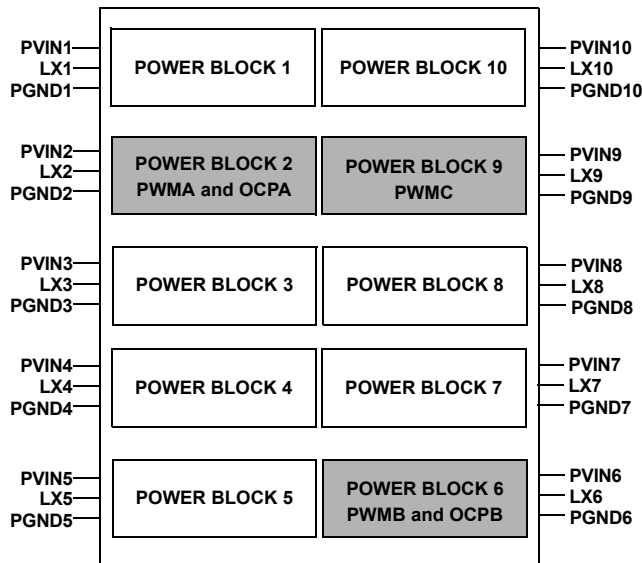 PVIN1
LX1
PGND1
POWER BLOCK 1
POWER BLOCK 10
PVIN10
LX10
PGND10
PVIN2
LX2
PGND2
POWER BLOCK 2
PWMA and OCPA
POWER BLOCK 9
PWMC
PVIN9
LX9
PGND9
PVIN3
LX3
PGND3
POWER BLOCK 3
POWER BLOCK 8
PVIN8
LX8
PGND8
PVIN4
LX4
PGND4
POWER BLOCK 4
POWER BLOCK 7
PVIN7
LX7
PGND7
PVIN5
LX5
PGND5
POWER BLOCK 5
POWER BLOCK 6
PWMB and OCPB
PVIN6
LX6
PGND6